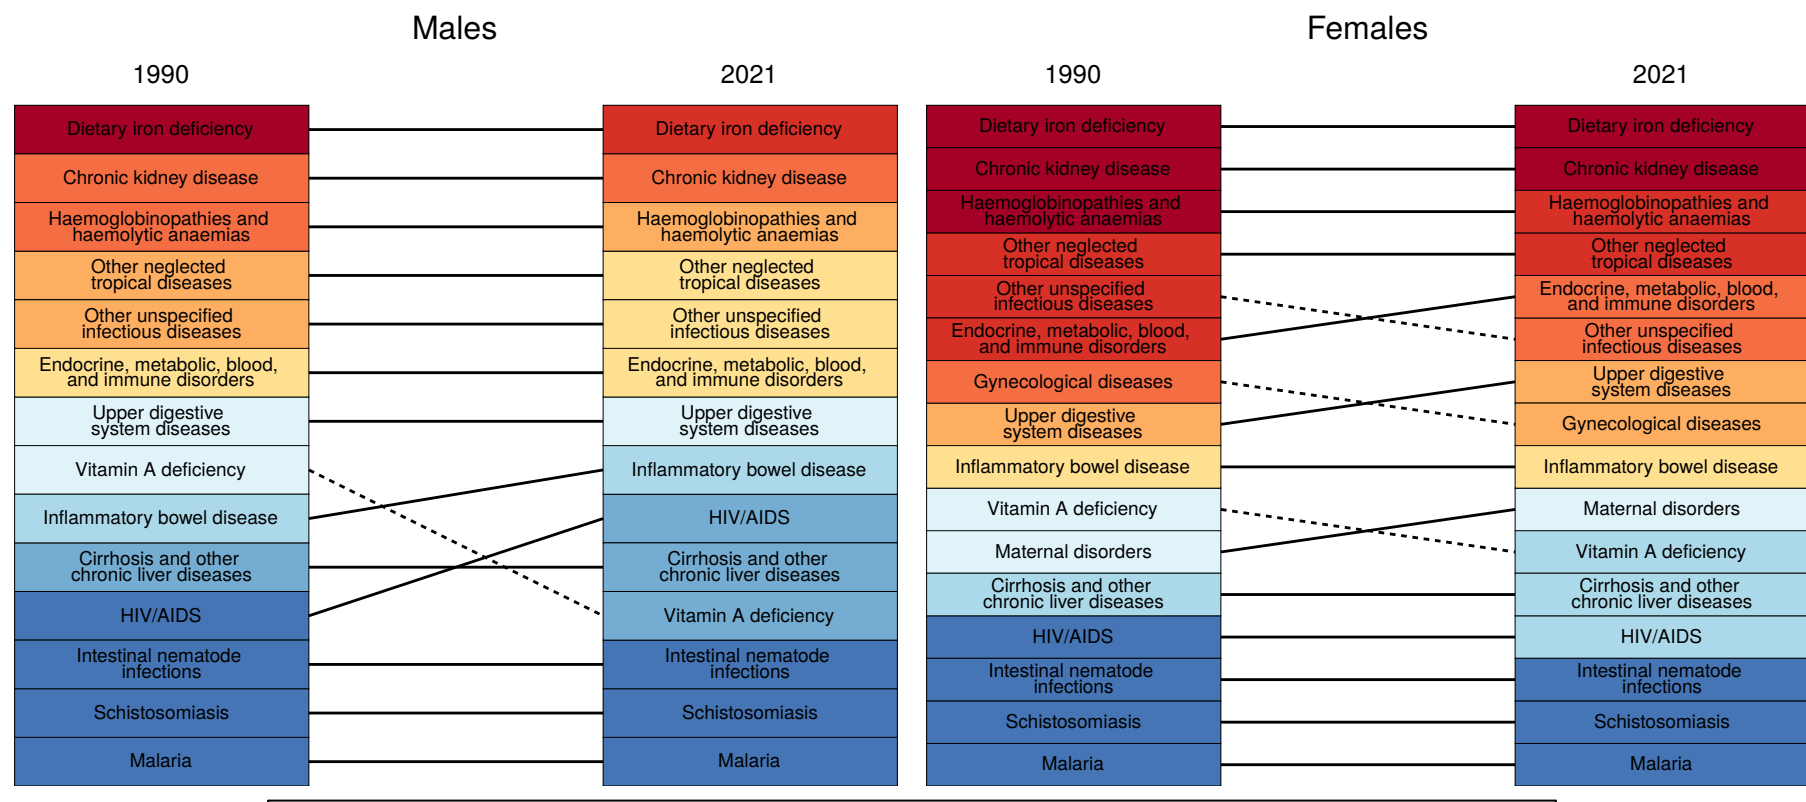 Males
1990
2021
Dietary iron deficiency
Chronic kidney disease
Haemoglobinopathies and
haemolytic anaemias
Other neglected
tropical diseases
Other unspecified
infectious diseases
Endocrine, metabolic, blood,
and immune disorders
Upper digestive
system diseases
Vitamin A deficiency
Inflammatory bowel disease
Cirrhosis and other
chronic liver diseases
HIV/AIDS
Intestinal nematode
infections
Schistosomiasis
Malaria
Dietary iron deficiency
Chronic kidney disease
Haemoglobinopathies and
haemolytic anaemias
Other neglected
tropical diseases
Other unspecified
infectious diseases
Endocrine, metabolic, blood,
and immune disorders
Upper digestive
system diseases
Inflammatory bowel disease
HIV/AIDS
Cirrhosis and other
chronic liver diseases
Vitamin A deficiency
Intestinal nematode
infections
Schistosomiasis
Malaria
Females
1990
2021
Dietary iron deficiency
Chronic kidney disease
Haemoglobinopathies and
haemolytic anaemias
Other neglected
tropical diseases
Other unspecified
infectious diseases
Endocrine, metabolic, blood,
and immune disorders
Gynecological diseases
Upper digestive
system diseases
Inflammatory bowel disease
Vitamin A deficiency
Maternal disorders
Cirrhosis and other
chronic liver diseases
HIV/AIDS
Intestinal nematode
infections
Schistosomiasis
Malaria
Dietary iron deficiency
Chronic kidney disease
Haemoglobinopathies and
haemolytic anaemias
Other neglected
tropical diseases
Endocrine, metabolic, blood,
and immune disorders
Other unspecified
infectious diseases
Upper digestive
system diseases
Gynecological diseases
Inflammatory bowel disease
Maternal disorders
Vitamin A deficiency
Cirrhosis and other
chronic liver diseases
HIV/AIDS
Intestinal nematode
infections
Schistosomiasis
Malaria